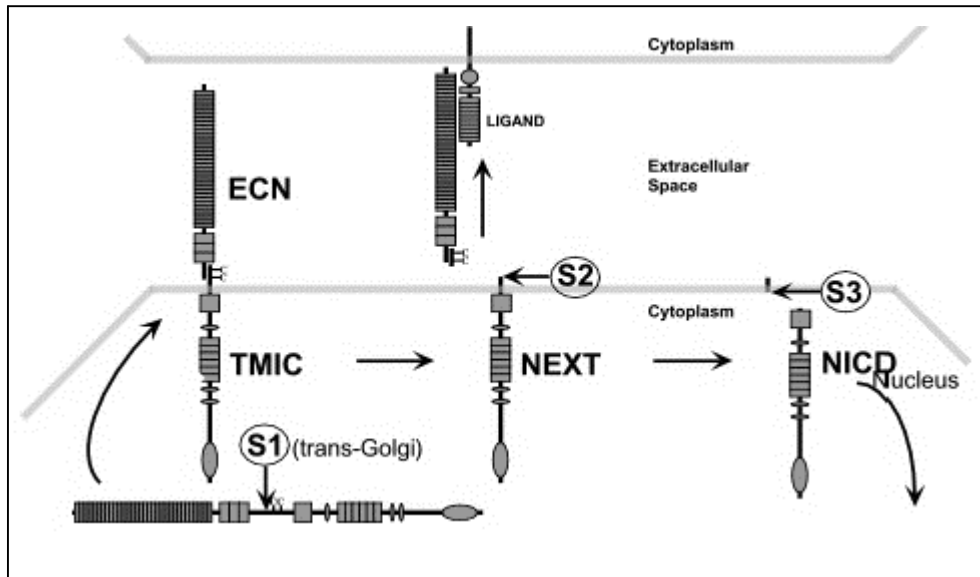 Cytoplasm
LIGAND
ECN
Extracellular
Space
S2
S3
Cytoplasm
TMIC
NEXT
NICD
Nucleus
S1 (trans-Golgi)